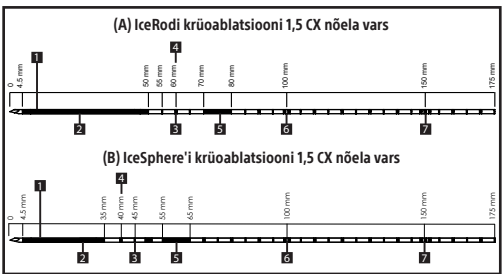 (A) IceRodi krüoablatsiooni 1,5 CX nõela vars
4
1
0
4.5 mm
50 mm
55 mm
60 mm
70 mm
80 mm
100 mm
150 mm
175 mm
2
3
5
6
7
(B) IceSphere'i krüoablatsiooni 1,5 CX nõela vars
1
4
0
4.5 mm
35 mm
40 mm
45 mm
55 mm
65 mm
100 mm
150 mm
175 mm
2
3
5
6
7